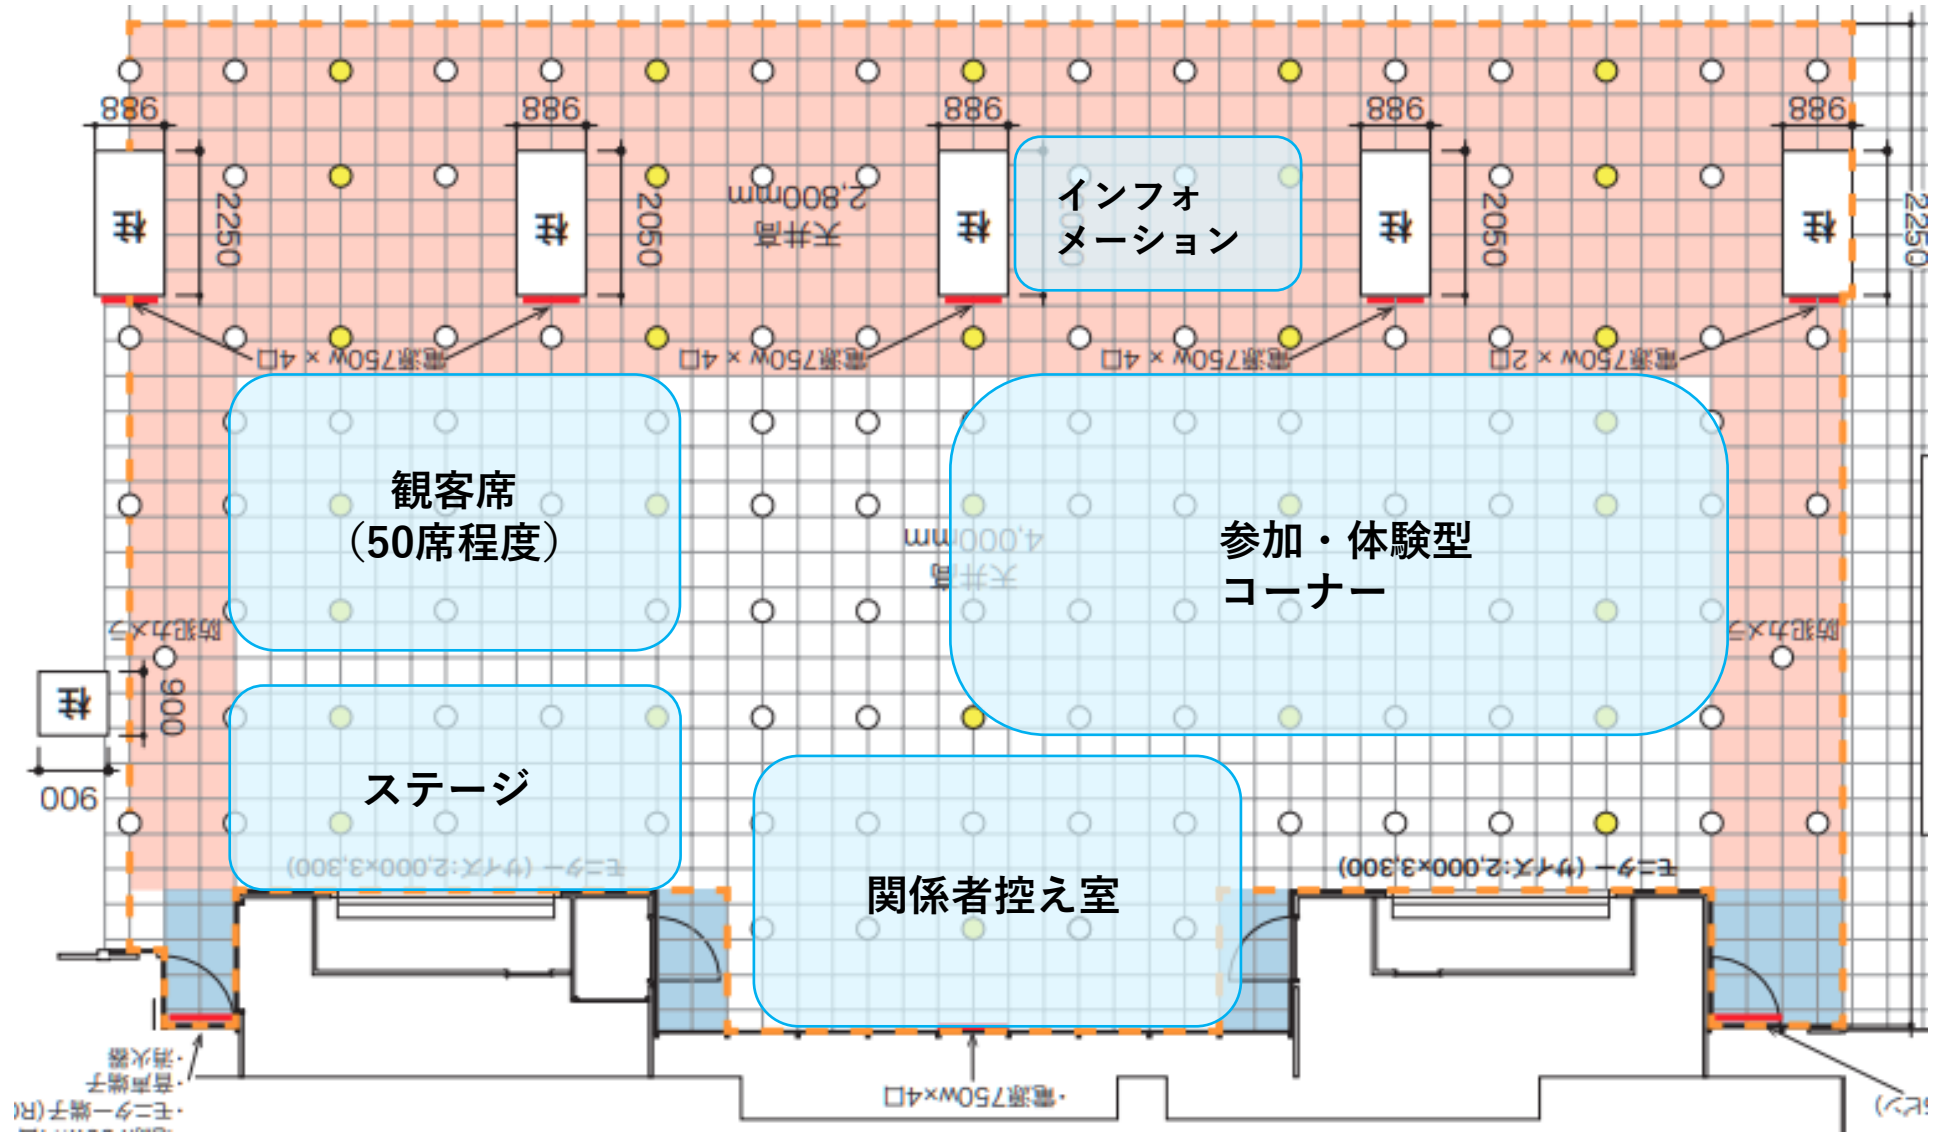 988
988
988
988
988
柱
2250
柱
2050
2,800mm
天井高
柱
インフォ
メーション
柱
2050
柱
2250
電源750w × 4口
電源750w × 4口
電源750w × 4口
電源750w × 2口
観客席
（50席程度）
4,000mm
天井高
参加・体験型
コーナー
防犯カメラ
防犯カメラ
柱
900
900
ステージ
モニター (サイズ:2,000×3,300)
モニター (サイズ:2,000×3,300)
関係者控え室
・消火器
・音声端子
・モニター端子(R
・電源750w×4口
ピン)